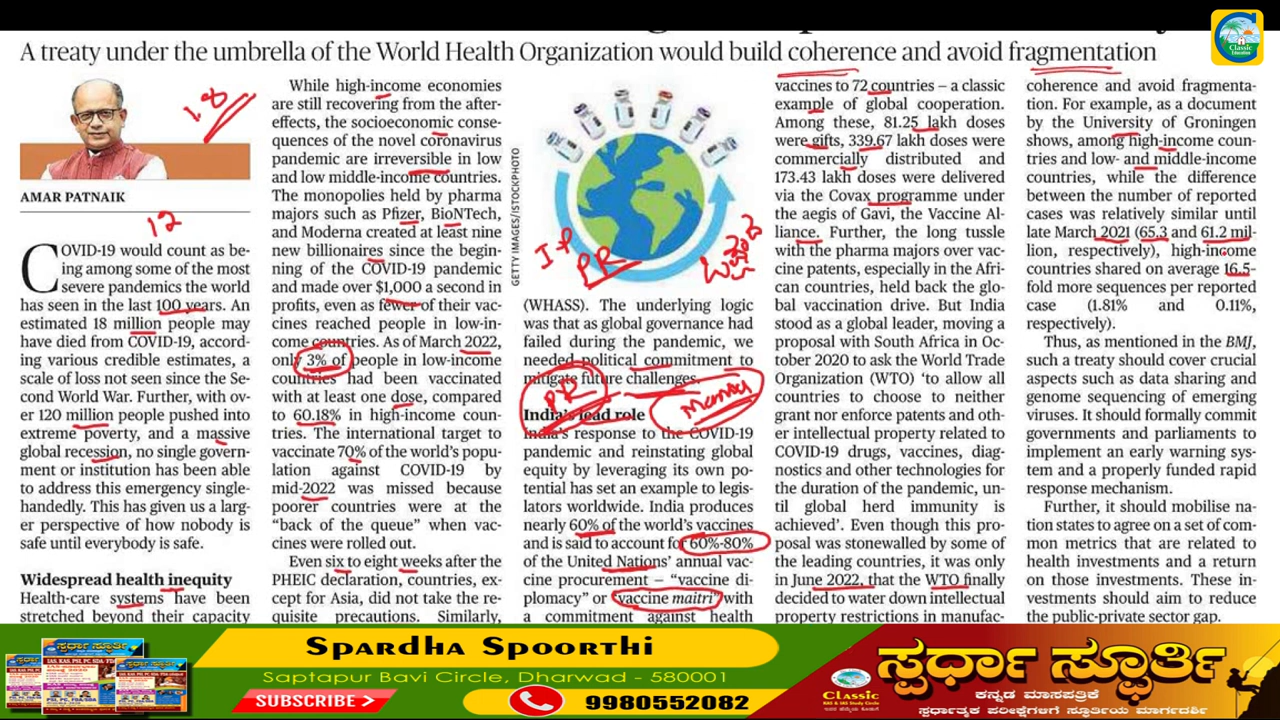 A treaty under the umbrella of the World Health Organization would build coherence and avoid fragmentation
Classic
Education
1.8
AMAR PATNAIK
12
COVID-19 would count as be-
ing among some of the most
severe pandemics the world
has seen in the last 100 years. An
estimated 18 million people may
have died from COVID-19, accord-
ing various credible estimates, a
scale of loss not seen since the Se-
cond World War. Further, with ov-
er 120 million people pushed into
extreme poverty, and a massive
global recession, no single govern-
ment or institution has been able
to address this emergency single-
handedly. This has given us a larg-
er perspective of how nobody is
safe until everybody is safe.
Widespread health inequity
Health-care systems have been
stretched beyond their capacity
While high-income economies
are still recovering from the after-
effects, the socioeconomic conse-
quences of the novel coronavirus
pandemic are irreversible in low
and low middle-income countries.
The monopolies held by pharma
majors such as Pfizer, BioNTech,
and Moderna created at least nine
new billionaires since the begin-
ning of the COVID-19 pandemic
and made over $1,000 a second in
profits, even as fewer of their vac-
cines reached people in low-in-
come countries. As of March 2022,
only 3% of people in low-income
countries had been vaccinated
with at least one dose, compared
to 60.18% in high-income coun-
tries. The international target to
vaccinate 70% of the world's popu-
lation against COVID-19 by
mid-2022 was missed because
poorer countries were at the
"back of the queue" when vac-
cines were rolled out.
Even six to eight weeks after the
PHEIC declaration, countries, ex-
cept for Asia, did not take the re-
quisite precautions. Similarly,
GETTY IMAGES/ISTOCKPHOTO
PR
(WHASS). The underlying logic
was that as global governance had
failed during the pandemic, we
needed political commitment to
mitigate future challenges.
PR
India's lead role
India's response to the COVID-19
pandemic and reinstating global
equity by leveraging its own po-
tential has set an example to legis-
lators worldwide. India produces
nearly 60% of the world's vaccines
and is said to account for 60%-80%
of the United Nations' annual vac-
cine procurement – "vaccine di-
plomacy" or "vaccine maitri" with
a commitment against health
vaccines to 72 countries – a classic
example of global cooperation.
Among these, 81.25 lakh doses
were gifts, 339.67 lakh doses were
commercially distributed and
173.43 lakh doses were delivered
via the Covax programme under
the aegis of Gavi, the Vaccine Al-
liance. Further, the long tussle
with the pharma majors over vac-
cine patents, especially in the Afri-
can countries, held back the glo-
bal vaccination drive. But India
stood as a global leader, moving a
proposal with South Africa in Oc-
tober 2020 to ask the World Trade
Organization (WTO) 'to allow all
countries to choose to neither
grant nor enforce patents and oth-
er intellectual property related to
COVID-19 drugs, vaccines, diag-
nostics and other technologies for
the duration of the pandemic, un-
til global herd immunity is
achieved'. Even though this pro-
posal was stonewalled by some of
the leading countries, it was only
in June 2022, that the WTO finally
decided to water down intellectual
property restrictions in manufac-
coherence and avoid fragmenta-
tion. For example, as a document
by the University of Groningen
shows, among high-income coun-
tries and low- and middle-income
countries, while the difference
between the number of reported
cases was relatively similar until
late March 2021 (65.3 and 61.2 mil-
lion, respectively), high-income
countries shared on average 16.5-
fold more sequences per reported
case (1.81% and 0.11%,
respectively).
Thus, as mentioned in the BMJ,
such a treaty should cover crucial
aspects such as data sharing and
genome sequencing of emerging
viruses. It should formally commit
governments and parliaments to
implement an early warning sys-
tem and a properly funded rapid
response mechanism.
Further, it should mobilise na-
tion states to agree on a set of com-
mon metrics that are related to
health investments and a return
on those investments. These in-
vestments should aim to reduce
the public-private sector gap.
SPARDHA SPOORTHI
Saptapur Bavi Circle, Dharwad - 580001
SUBSCRIBE
9980552082
Classic
KAS & IAS Study Circle
ಸ್ಪರ್ಧಾ ಸ್ಫೂರ್ತಿ
ಕನ್ನಡ ಮಾಸಪತ್ರಿಕೆ
ಸ್ಪರ್ಧಾತ್ಮಕ ಪರೀಕ್ಷೆಗಳಿಗೆ ಸ್ಫೂರ್ತಿಯ ಮಾರ್ಗದರ್ಶಿ